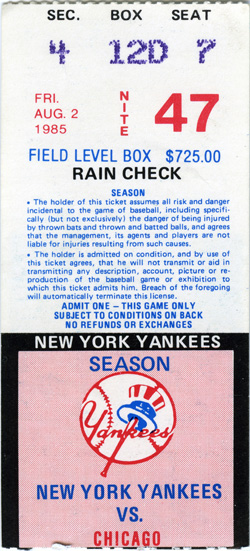 SEC. BOX SEAT
4 12D 7
FRI.
AUG. 2
1985
NITE
47
FIELD LEVEL BOX $725.00
RAIN CHECK
SEASON
• The holder of this ticket assumes all risk and danger
incidental to the game of baseball, including specifi-
cally (but not exclusively) the danger of being injured
by thrown bats and thrown and batted balls, and agrees
that the management, its agents and players are not
liable for injuries resulting from such causes.
• The holder is admitted on condition, and by use of
this ticket agrees, that he will not transmit or aid in
transmitting any description, account, picture or re-
production of the baseball game or exhibition to
which this ticket admits him. Breach of the foregoing
will automatically terminate this license.
ADMIT ONE – THIS GAME ONLY
SUBJECT TO CONDITIONS ON BACK
NO REFUNDS OR EXCHANGES
NEW YORK YANKEES
SEASON
Yankees
NEW YORK YANKEES
VS.
CHICAGO